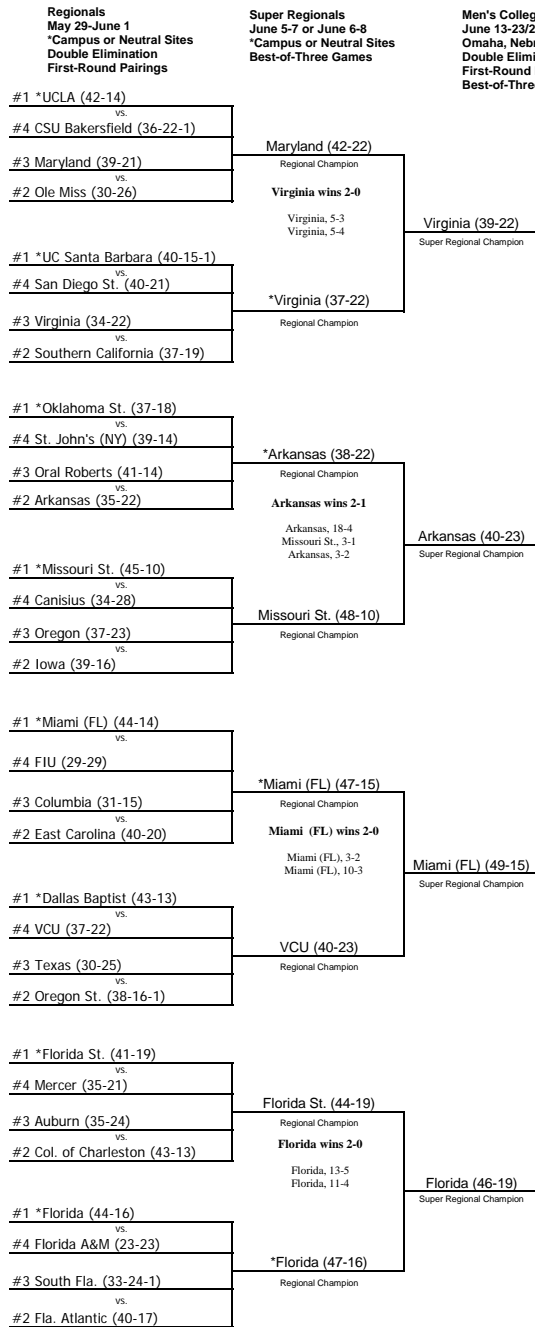 Regionals
May 29-June 1
*Campus or Neutral Sites
Double Elimination
First-Round Pairings
Super Regionals
June 5-7 or June 6-8
*Campus or Neutral Sites
Best-of-Three Games
Men's Colleg
June 13-23/2
Omaha, Nebr
Double Elimi
First-Round
Best-of-Three
#1 *UCLA (42-14)
vs.
#4 CSU Bakersfield (36-22-1)
#3 Maryland (39-21)
vs.
#2 Ole Miss (30-26)
Maryland (42-22)
Regional Champion
Virginia wins 2-0
Virginia, 5-3
Virginia, 5-4
Virginia (39-22)
Super Regional Champion
#1 *UC Santa Barbara (40-15-1)
vs.
#4 San Diego St. (40-21)
#3 Virginia (34-22)
vs.
#2 Southern California (37-19)
*Virginia (37-22)
Regional Champion
#1 *Oklahoma St. (37-18)
vs.
#4 St. John's (NY) (39-14)
#3 Oral Roberts (41-14)
vs.
#2 Arkansas (35-22)
*Arkansas (38-22)
Regional Champion
Arkansas wins 2-1
Arkansas, 18-4
Missouri St., 3-1
Arkansas, 3-2
Arkansas (40-23)
Super Regional Champion
#1 *Missouri St. (45-10)
vs.
#4 Canisius (34-28)
#3 Oregon (37-23)
vs.
#2 Iowa (39-16)
Missouri St. (48-10)
Regional Champion
#1 *Miami (FL) (44-14)
vs.
#4 FIU (29-29)
#3 Columbia (31-15)
vs.
#2 East Carolina (40-20)
*Miami (FL) (47-15)
Regional Champion
Miami (FL) wins 2-0
Miami (FL), 3-2
Miami (FL), 10-3
Miami (FL) (49-15)
Super Regional Champion
#1 *Dallas Baptist (43-13)
vs.
#4 VCU (37-22)
#3 Texas (30-25)
vs.
#2 Oregon St. (38-16-1)
VCU (40-23)
Regional Champion
#1 *Florida St. (41-19)
vs.
#4 Mercer (35-21)
#3 Auburn (35-24)
vs.
#2 Col. of Charleston (43-13)
Florida St. (44-19)
Regional Champion
Florida wins 2-0
Florida, 13-5
Florida, 11-4
Florida (46-19)
Super Regional Champion
#1 *Florida (44-16)
vs.
#4 Florida A&M (23-23)
#3 South Fla. (33-24-1)
vs.
#2 Fla. Atlantic (40-17)
*Florida (47-16)
Regional Champion